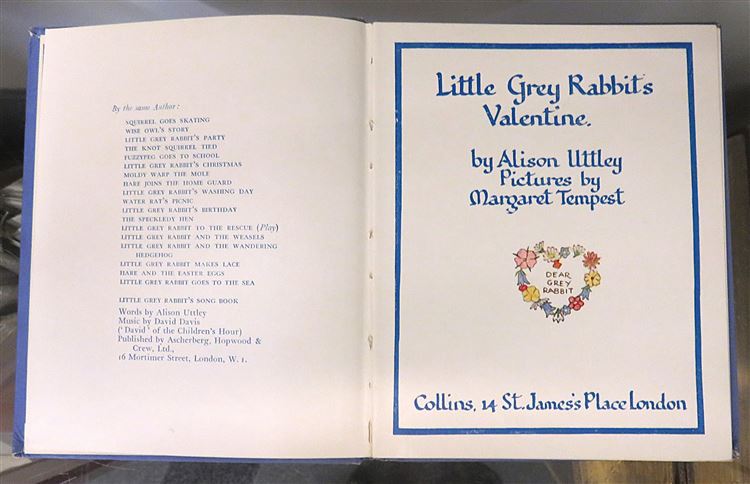 By the same Author:
SQUIRREL GOES SKATING
WISE OWL'S STORY
LITTLE GREY RABBIT'S PARTY
THE KNOT SQUIRREL TIED
FUZZYPEG GOES TO SCHOOL
LITTLE GREY RABBIT'S CHRISTMAS
MOLDY WARP THE MOLE
HARE JOINS THE HOME GUARD
LITTLE GREY RABBIT'S WASHING DAY
WATER RAT'S PICNIC
LITTLE GREY RABBIT'S BIRTHDAY
THE SPECKLEDY HEN
LITTLE GREY RABBIT TO THE RESCUE (Play)
LITTLE GREY RABBIT AND THE WEASELS
LITTLE GREY RABBIT AND THE WANDERING
HEDGEHOG
LITTLE GREY RABBIT MAKES LACE
HARE AND THE EASTER EGGS
LITTLE GREY RABBIT GOES TO THE SEA
LITTLE GREY RABBIT'S SONG BOOK
Words by Alison Uttley
Music by David Davis
('David' of the Children's Hour)
Published by Ascherberg, Hopwood &
Crew, Ltd.,
16 Mortimer Street, London, W. 1.
Little Grey Rabbit's
Valentine.
by Alison Uttley
Pictures by
Margaret Tempest
DEAR
GREY
RABBIT
Collins, 14 St. James's Place London